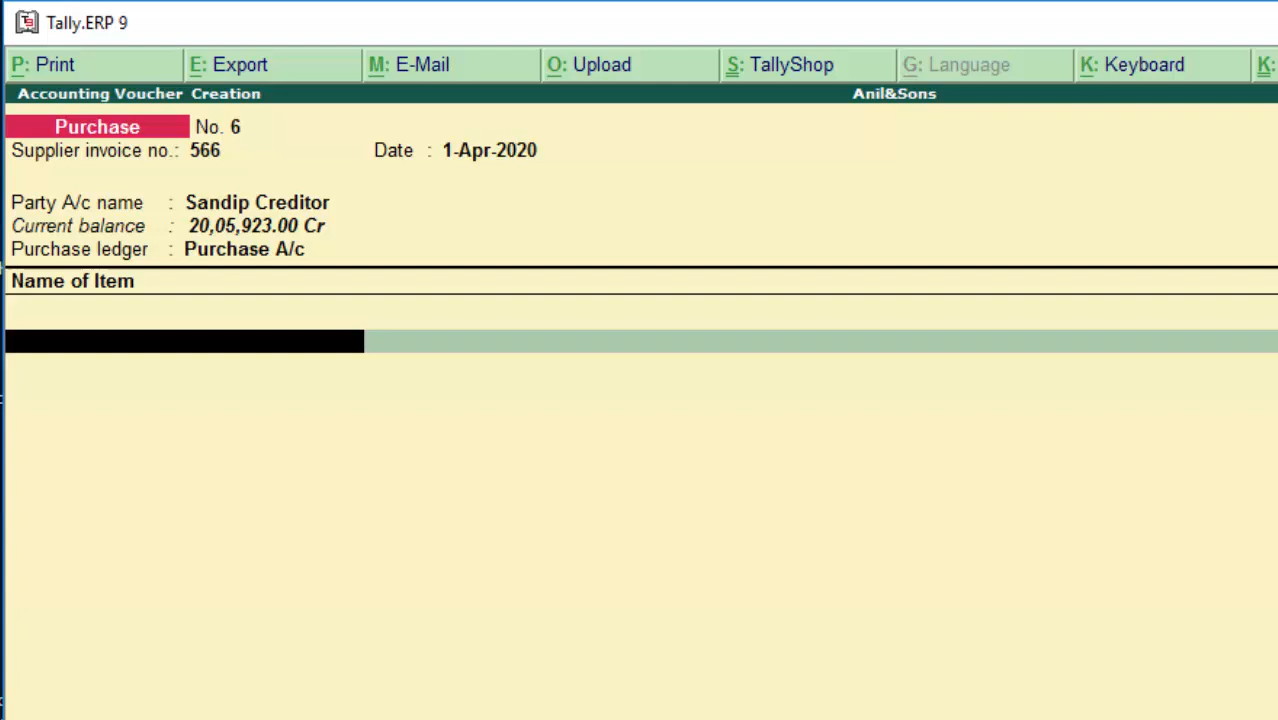 Tally.ERP 9
P: Print E: Export M: E-Mail O: Upload S: TallyShop G: Language K: Keyboard K:
Accounting Voucher Creation Anil&Sons
Purchase No. 6
Supplier invoice no.: 566 Date : 1-Apr-2020
Party A/c name : Sandip Creditor
Current balance : 20,05,923.00 Cr
Purchase ledger : Purchase A/c
Name of Item